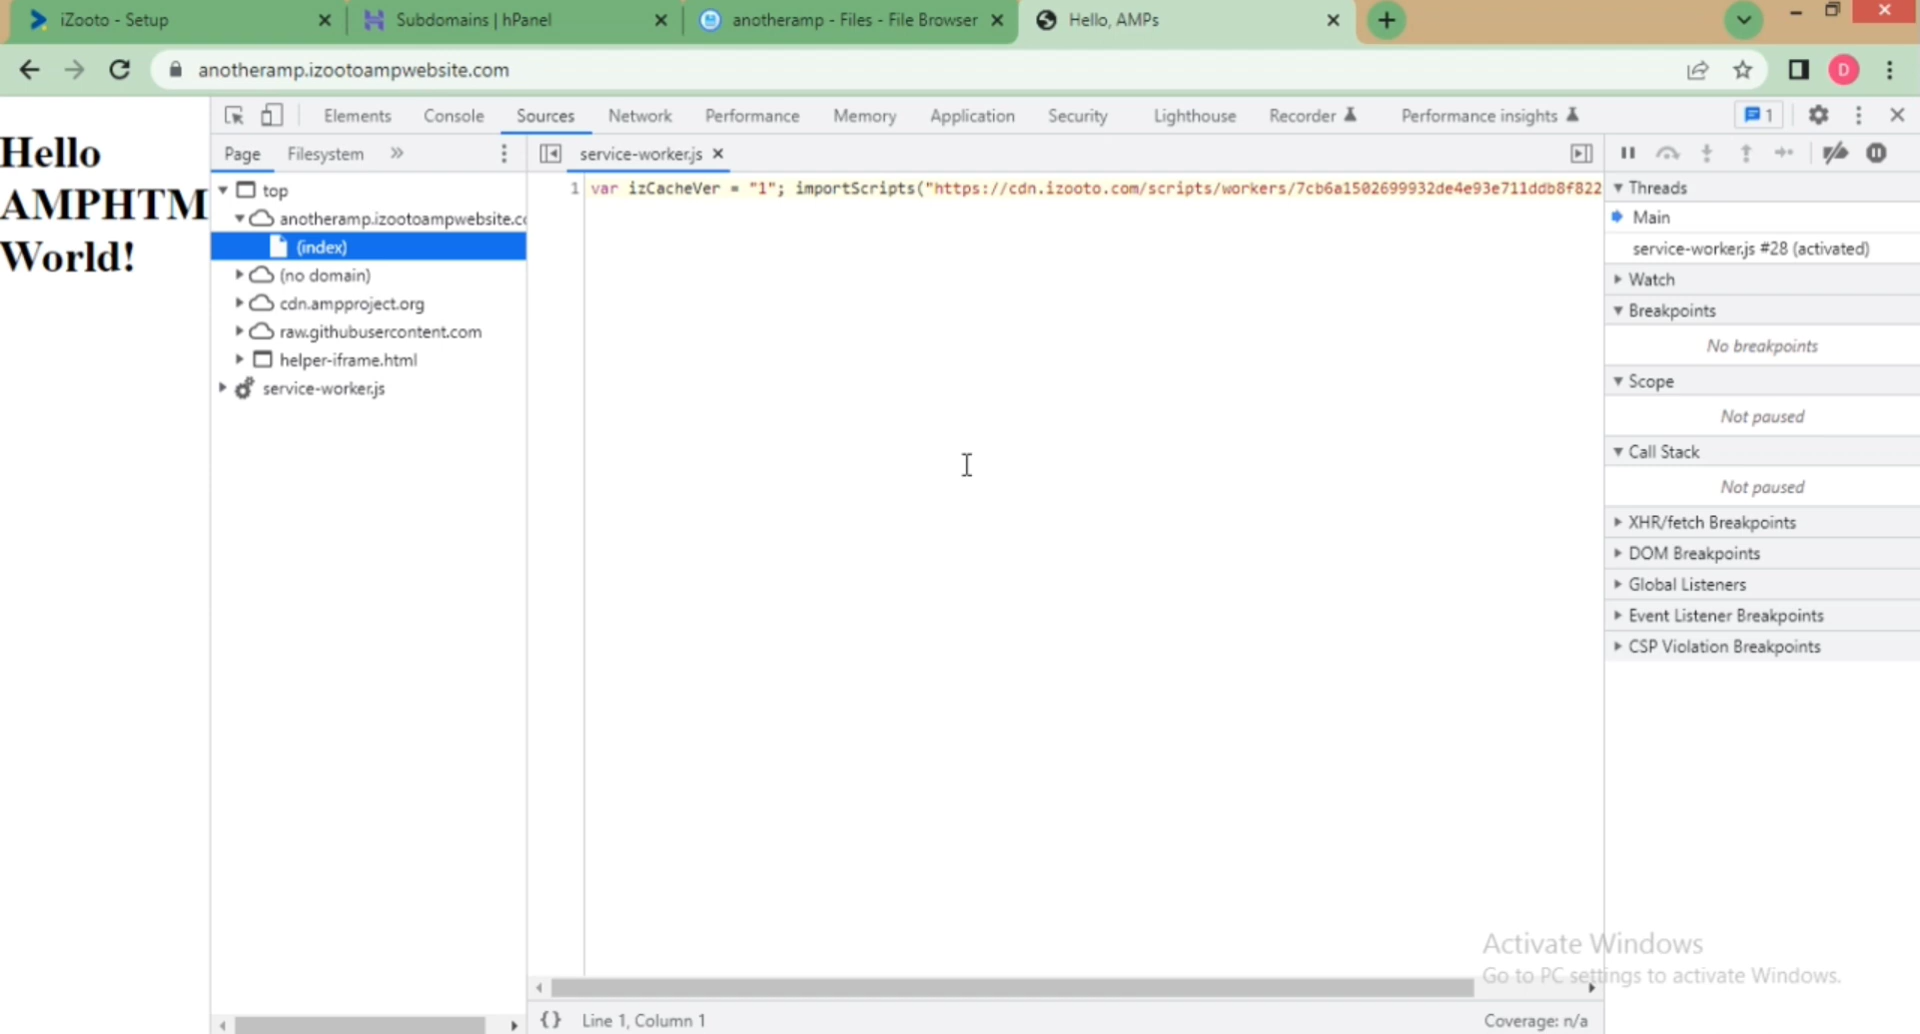 iZooto - Setup
Subdomains | hPanel
anotheramp - Files - File Browser
Hello, AMPs
anotheramp.izootoampwebsite.com
D
Elements Console Sources Network Performance Memory Application Security Lighthouse Recorder Performance insights 1
Page Filesystem
service-worker.js
Hello
AMPHTM
World!
top
anotheramp.izootoampwebsite.co
(index)
(no domain)
cdn.ampproject.org
raw.githubusercontent.com
helper-iframe.html
service-worker.js
1 var izCacheVer = "1"; importScripts("https://cdn.izooto.com/scripts/workers/7cb6a1502699932de4e93e711ddb8f822
Threads
Main
service-worker.js #28 (activated)
Watch
Breakpoints
No breakpoints
Scope
Not paused
Call Stack
Not paused
XHR/fetch Breakpoints
DOM Breakpoints
Global Listeners
Event Listener Breakpoints
CSP Violation Breakpoints
Activate Windows
Go to PC settings to activate Windows.
{} Line 1, Column 1
Coverage: n/a